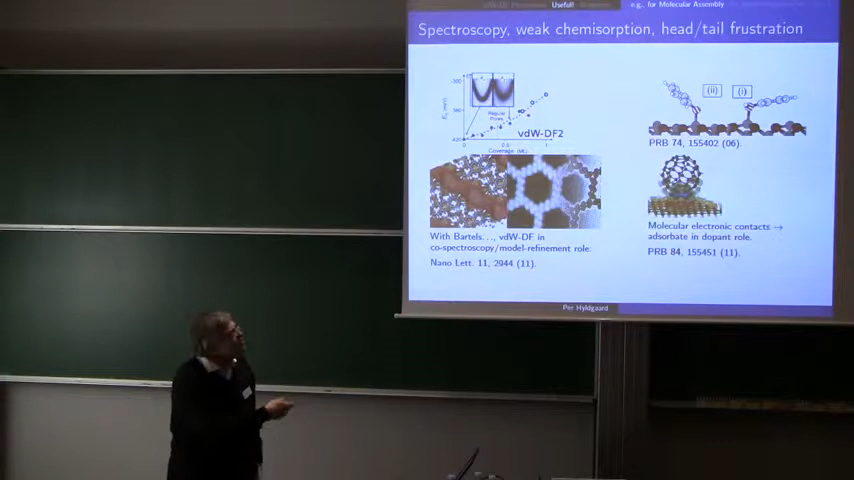 Useful!
e.g., for Molecular Assembly
Spectroscopy, weak chemisorption, head/tail frustration
vdW-DF2
Coverage (ML)
With Bartels..., vdW-DF in
co-spectroscopy/model-refinement role.
Nano Lett. 11, 2944 (11).
(ii)
(i)
PRB 74, 155402 (06).
Molecular electronic contacts →
adsorbate in dopant role.
PRB 84, 155451 (11).
Per Hyldgaard